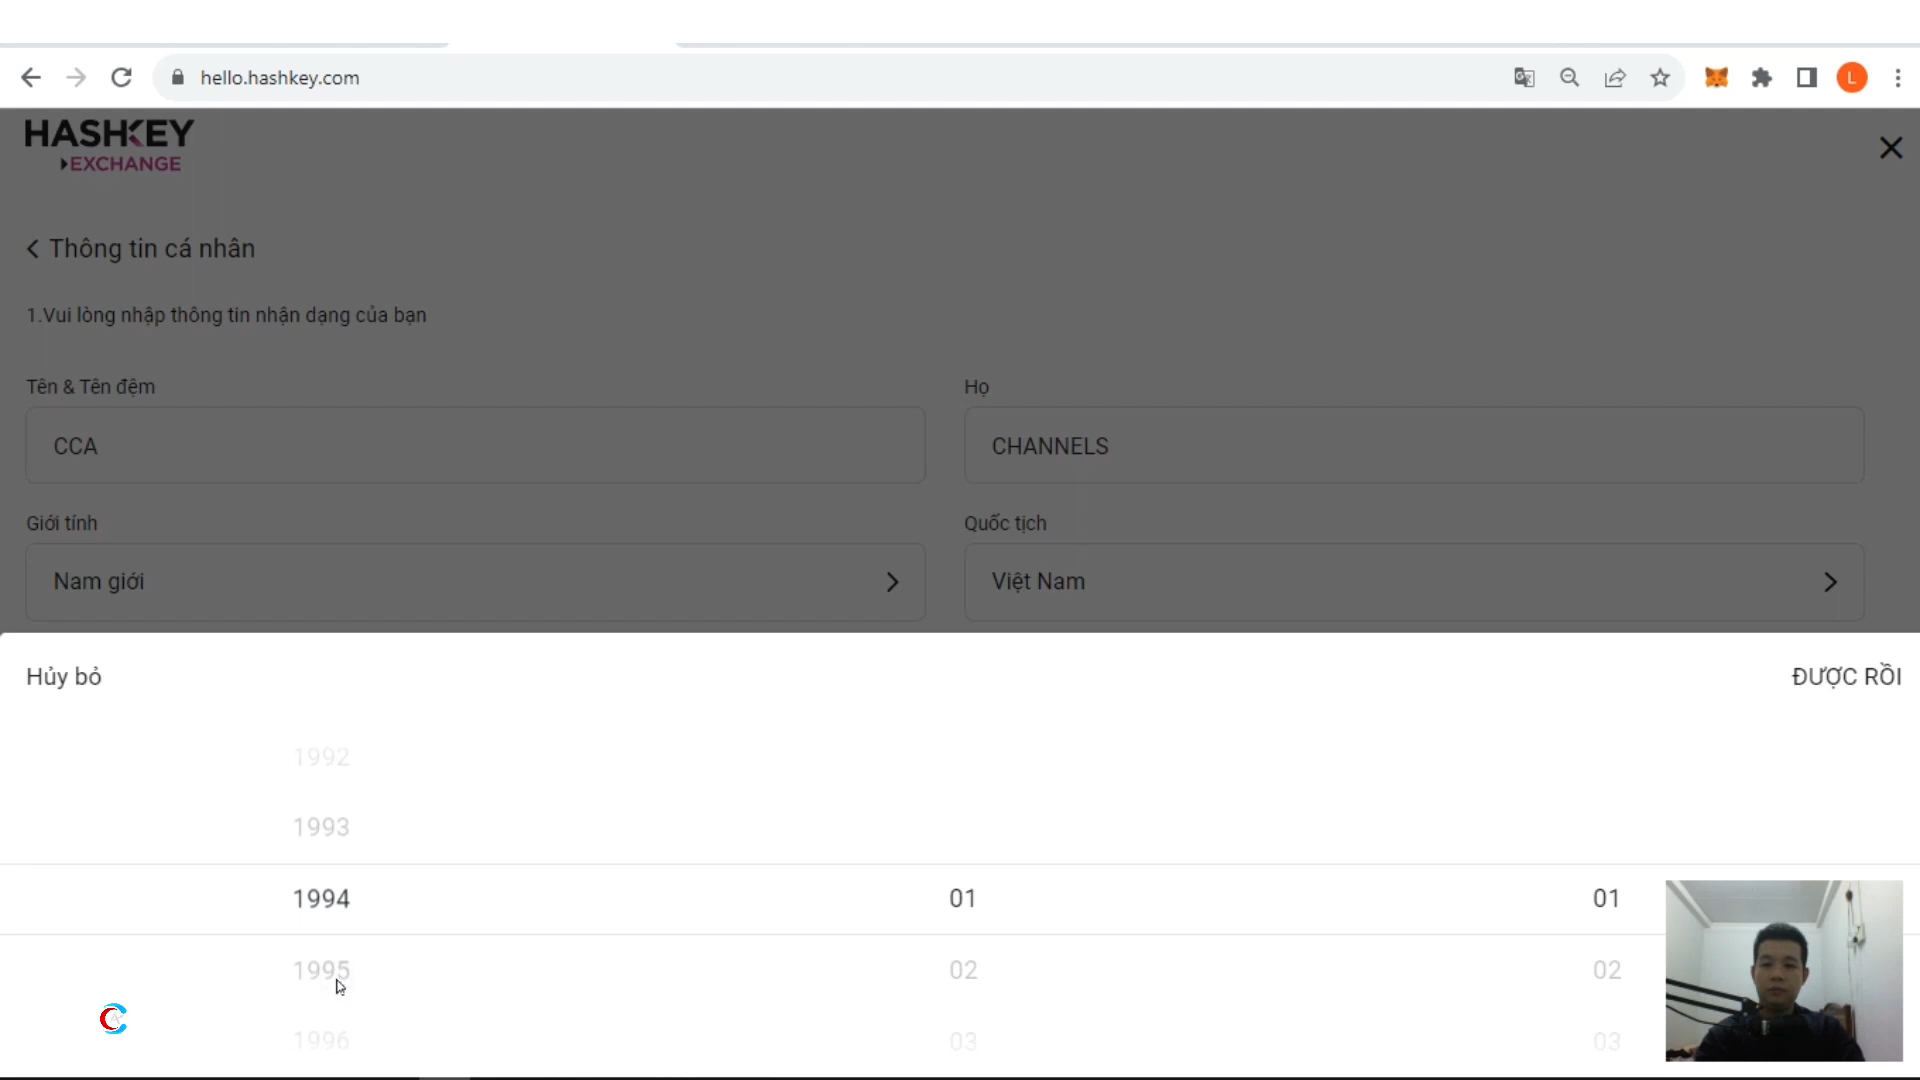 hello.hashkey.com
L
HASHKEY
EXCHANGE
Thông tin cá nhân
1.Vui lòng nhập thông tin nhận dạng của bạn
Tên & Tên đệm
Họ
CCA
CHANNELS
Giới tính
Quốc tịch
Nam giới
Việt Nam
Hủy bỏ
ĐƯỢC RỒI
1992
1993
1994 01 01
1995 02 02
1996 03 03